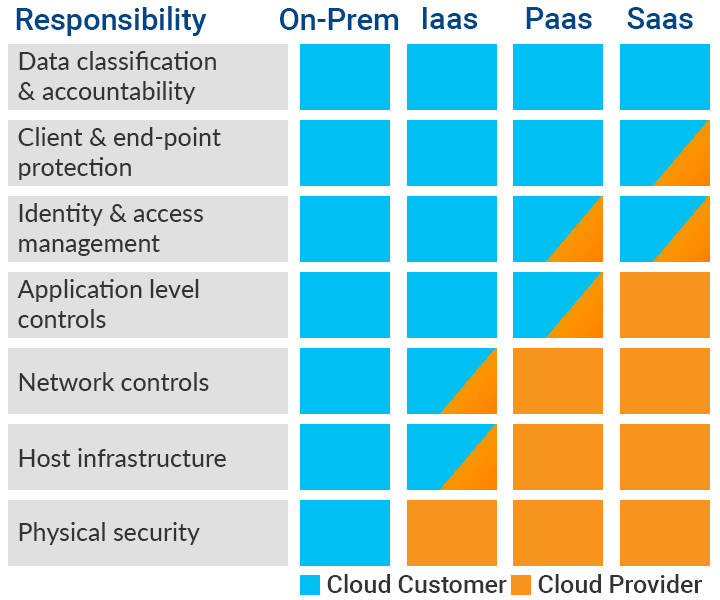 Responsibility On-Prem Iaas Paas Saas
Data classification
& accountability
Client & end-point
protection
Identity & access
management
Application level
controls
Network controls
Host infrastructure
Physical security
Cloud Customer Cloud Provider